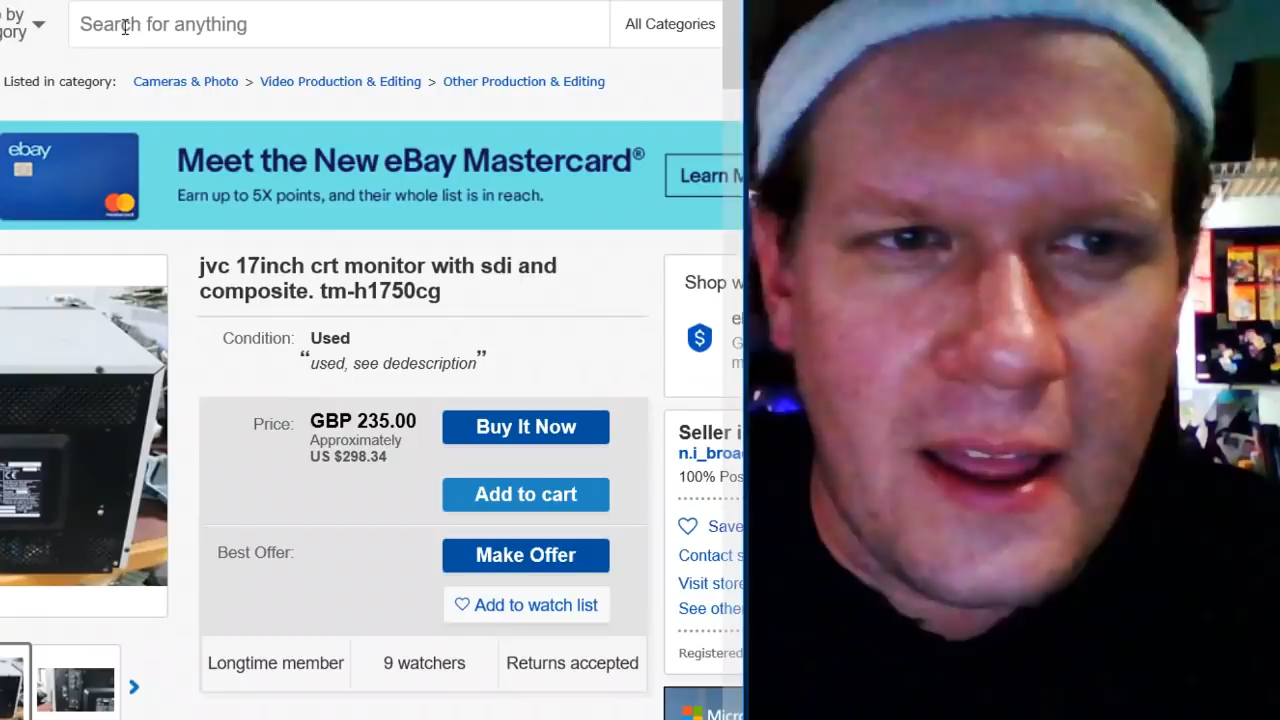 by
gory
Search for anything
All Categories
Listed in category:
Cameras & Photo > Video Production & Editing > Other Production & Editing
ebay
Meet the New eBay Mastercard®
Learn
Earn up to 5X points, and their whole list is in reach.
jvc 17inch crt monitor with sdi and
composite. tm-h1750cg
Shop
Condition: Used
“used, see dedescription”
Price: GBP 235.00
Buy It Now
Approximately
US $298.34
Seller
n.i_broa
100% Pos
Add to cart
Save
Best Offer:
Make Offer
Contact s
Visit store
Add to watch list
See othe
Longtime member
9 watchers
Returns accepted
Registered
Micro